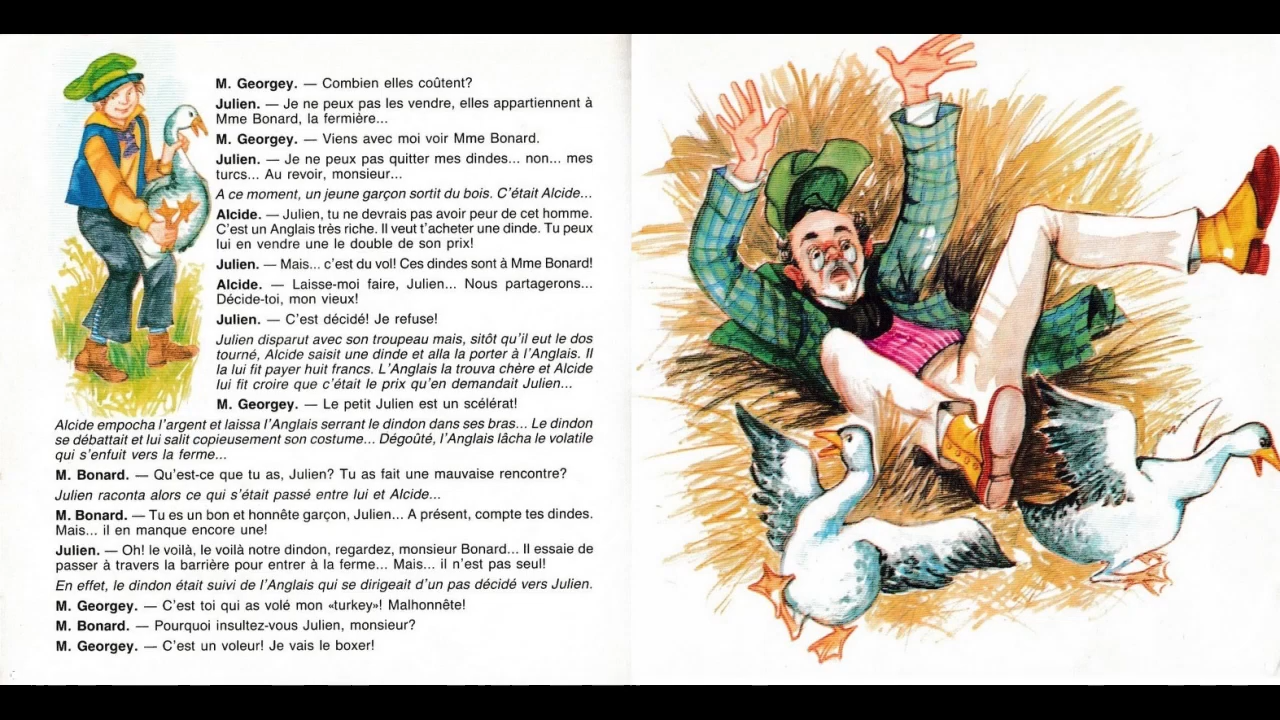 M. Georgey. — Combien elles coûtent?
Julien. — Je ne peux pas les vendre, elles appartiennent à
Mme Bonard, la fermière...
M. Georgey. — Viens avec moi voir Mme Bonard.
Julien. — Je ne peux pas quitter mes dindes... non... mes
turcs... Au revoir, monsieur...
A ce moment, un jeune garçon sortit du bois. C'était Alcide...
Alcide. — Julien, tu ne devrais pas avoir peur de cet homme.
C'est un Anglais très riche. Il veut t'acheter une dinde. Tu peux
lui en vendre une le double de son prix!
Julien. — Mais... c'est du vol! Ces dindes sont à Mme Bonard!
Alcide. — Laisse-moi faire, Julien... Nous partagerons...
Décide-toi, mon vieux!
Julien. — C'est décidé! Je refuse!
Julien disparut avec son troupeau mais, sitôt qu'il eut le dos
tourné, Alcide saisit une dinde et alla la porter à l'Anglais. Il
la lui fit payer huit francs. L'Anglais la trouva chère et Alcide
lui fit croire que c'était le prix qu'en demandait Julien...
M. Georgey. — Le petit Julien est un scélérat!
Alcide empocha l'argent et laissa l'Anglais serrant le dindon dans ses bras... Le dindon
se débattait et lui salit copieusement son costume... Dégoûté, l'Anglais lâcha le volatile
qui s'enfuit vers la ferme...
M. Bonard. — Qu'est-ce que tu as, Julien? Tu as fait une mauvaise rencontre?
Julien raconta alors ce qui s'était passé entre lui et Alcide...
M. Bonard. — Tu es un bon et honnête garçon, Julien... A présent, compte tes dindes.
Mais... il en manque encore une!
Julien. — Oh! le voilà, le voilà notre dindon, regardez, monsieur Bonard... Il essaie de
passer à travers la barrière pour entrer à la ferme... Mais... il n'est pas seul!
En effet, le dindon était suivi de l'Anglais qui se dirigeait d'un pas décidé vers Julien.
M. Georgey. — C'est toi qui as volé mon «turkey»! Malhonnête!
M. Bonard. — Pourquoi insultez-vous Julien, monsieur?
M. Georgey. — C'est un voleur! Je vais le boxer!